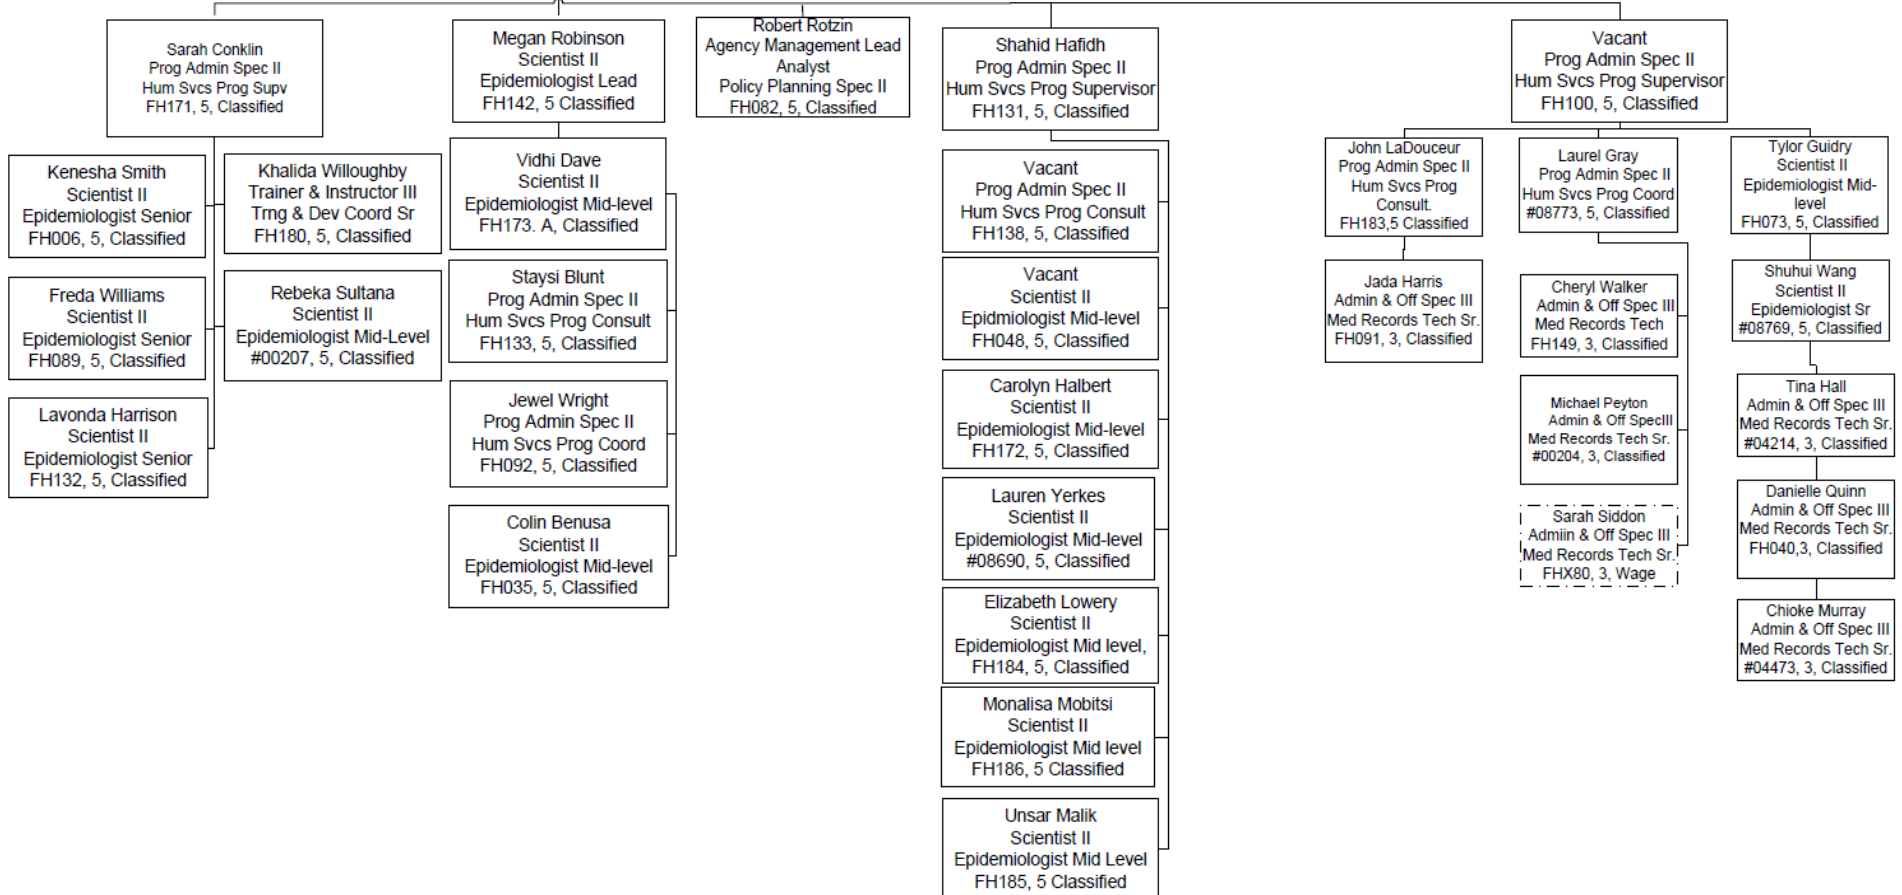 Sarah Conklin
Prog Admin Spec II
Hum Svcs Prog Supv
FH171, 5, Classified
Kenesha Smith
Scientist II
Epidemiologist Senior
FH006, 5, Classified
Khalida Willoughby
Trainer & Instructor III
Trng & Dev Coord Sr
FH180, 5, Classified
Freda Williams
Scientist II
Epidemiologist Senior
FH089, 5, Classified
Rebeka Sultana
Scientist II
Epidemiologist Mid-Level
#00207, 5, Classified
Lavonda Harrison
Scientist II
Epidemiologist Senior
FH132, 5, Classified
Megan Robinson
Scientist II
Epidemiologist Lead
FH142, 5 Classified
Vidhi Dave
Scientist II
Epidemiologist Mid-level
FH173. A, Classified
Staysi Blunt
Prog Admin Spec II
Hum Svcs Prog Consult
FH133, 5, Classified
Jewel Wright
Prog Admin Spec II
Hum Svcs Prog Coord
FH092, 5, Classified
Colin Benusa
Scientist II
Epidemiologist Mid-level
FH035, 5, Classified
Robert Rotzin
Agency Management Lead
Analyst
Policy Planning Spec II
FH082, 5, Classified
Shahid Hafidh
Prog Admin Spec II
Hum Svcs Prog Supervisor
FH131, 5, Classified
Vacant
Prog Admin Spec II
Hum Svcs Prog Consult
FH138, 5, Classified
Vacant
Scientist II
Epidmiologist Mid-level
FH048, 5, Classified
Carolyn Halbert
Scientist II
Epidemiologist Mid-level
FH172, 5, Classified
Lauren Yerkes
Scientist II
Epidemiologist Mid-level
#08690, 5, Classified
Elizabeth Lowery
Scientist II
Epidemiologist Mid level,
FH184, 5, Classified
Monalisa Mobitsi
Scientist II
Epidemiologist Mid level
FH186, 5 Classified
Unsar Malik
Scientist II
Epidemiologist Mid Level
FH185, 5 Classified
Vacant
Prog Admin Spec II
Hum Svcs Prog Supervisor
FH100, 5, Classified
John LaDouceur
Prog Admin Spec II
Hum Svcs Prog
Consult.
FH183,5 Classified
Jada Harris
Admin & Off Spec III
Med Records Tech Sr.
FH091, 3, Classified
Laurel Gray
Prog Admin Spec II
Hum Svcs Prog Coord
#08773, 5, Classified
Cheryl Walker
Admin & Off Spec III
Med Records Tech
FH149, 3, Classified
Michael Peyton
Admin & Off SpecIII
Med Records Tech Sr.
#00204, 3, Classified
Sarah Siddon
Admiin & Off Spec III
Med Records Tech Sr.
FHX80, 3, Wage
Tylor Guidry
Scientist II
Epidemiologist Mid-
level
FH073, 5, Classified
Shuhui Wang
Scientist II
Epidemiologist Sr
#08769, 5, Classified
Tina Hall
Admin & Off Spec III
Med Records Tech Sr.
#04214, 3, Classified
Danielle Quinn
Admin & Off Spec III
Med Records Tech Sr.
FH040,3, Classified
Chioke Murray
Admin & Off Spec III
Med Records Tech Sr.
#04473, 3, Classified